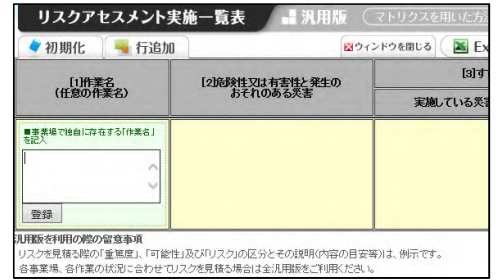 リスクアセスメント実施一覧表 汎用版 (マトリクスを用いた方
初期化 行追加 ウィンドウを閉じる Ex
[1]作業名
(任意の作業名)
[2]危険性又は有害性と発生の
おそれのある災害
[3]す
実施している災
■事業場で独自に存在する「作業名」
を記入
登録
汎用版を利用の際の留意事項
リスクを見積る際の「重篤度」、「可能性」及び「リスク」の区分とその説明(内容の目安等)は、例示です。
各事業場、各作業の状況に合わせてリスクを見積る場合は全汎用版をご利用ください。